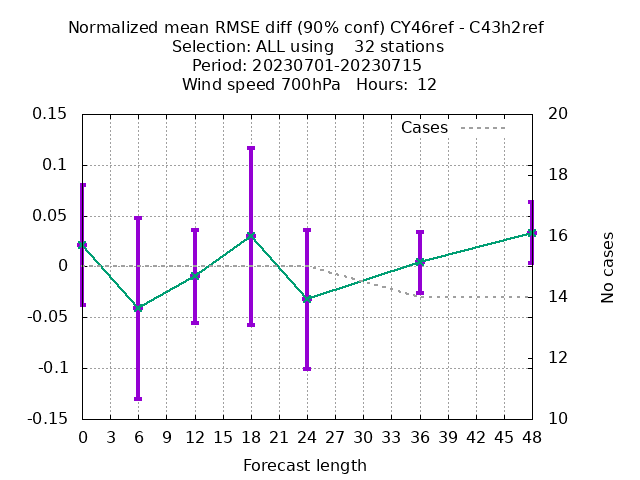 Normalized mean RMSE diff (90% conf) CY46ref - C43h2ref
Selection: ALL using    32 stations
Period: 20230701-20230715
Wind speed 700hPa   Hours:  12
Cases
0.15
0.1
0.05
0
-0.05
-0.1
-0.15
20
18
16
15
14
12
10
No cases
0 3 6 9 12 15 18 21 24 27 30 33 36 39 42 45 48
Forecast length